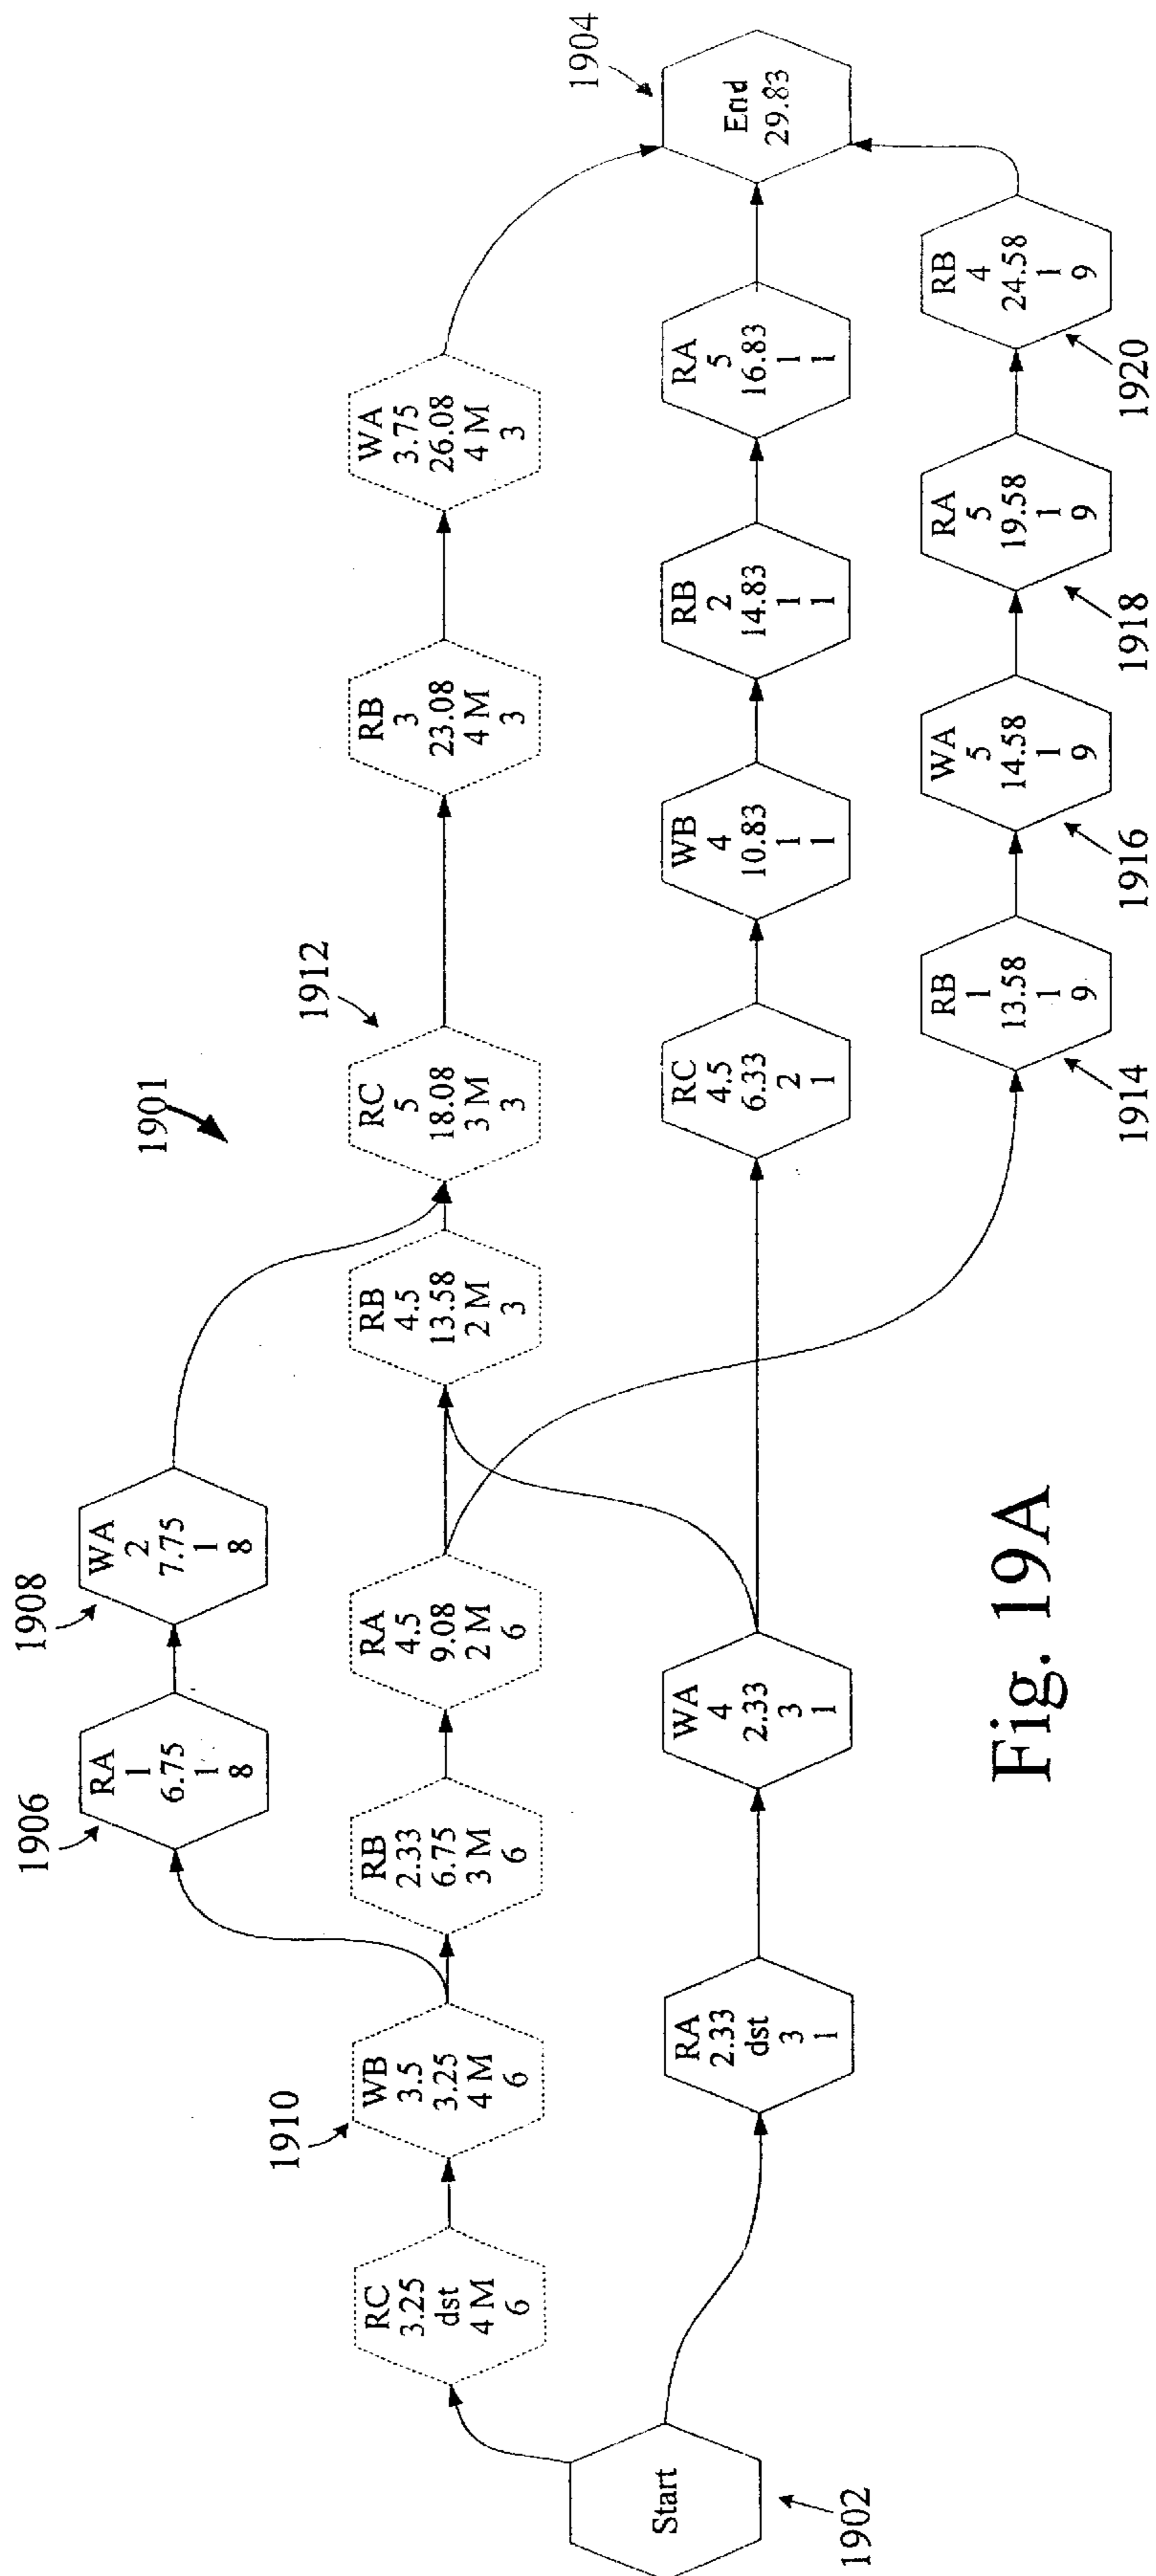 1901
1906
RA
1
6.75
1
8
1908
WA
2
7.75
1
8
1910
RC
3.25
dst
4 M
6
WB
3.5
3.25
4 M
6
RB
2.33
6.75
3 M
6
RA
4.5
9.08
2 M
6
RB
4.5
13.58
2 M
3
1912
RC
5
18.08
3 M
3
RB
3
23.08
4 M
3
WA
3.75
26.08
4 M
3
Start
1902
RA
2.33
dst
3
1
WA
4
2.33
3
1
RC
4.5
6.33
2
1
WB
4
10.83
1
1
RB
2
14.83
1
1
RA
5
16.83
1
1
1904
End
29.83
RB
1
13.58
1
9
1914
WA
5
14.58
1
9
1916
RA
5
19.58
1
9
1918
RB
4
24.58
1
9
1920
Fig. 19A